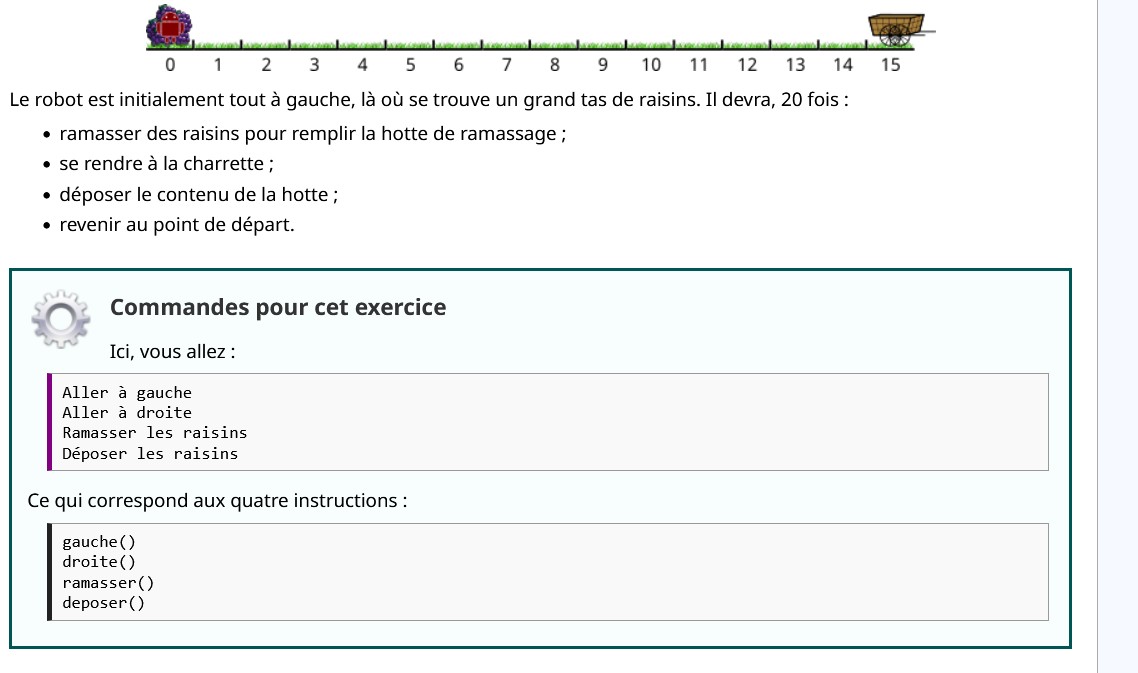 0 1 2 3 4 5 6 7 8 9 10 11 12 13 14 15
Le robot est initialement tout à gauche, là où se trouve un grand tas de raisins. Il devra, 20 fois :
• ramasser des raisins pour remplir la hotte de ramassage ;
• se rendre à la charrette ;
• déposer le contenu de la hotte ;
• revenir au point de départ.
Commandes pour cet exercice
Ici, vous allez :
Aller à gauche
Aller à droite
Ramasser les raisins
Déposer les raisins
Ce qui correspond aux quatre instructions :
gauche()
droite()
ramasser()
deposer()